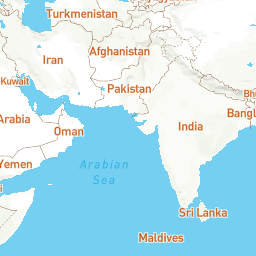 Turkmenistan
Afghanistan
Iran
Kuwait
Pakistan
Bh
Bangl
Arabia
Oman
India
Yemen
Arabian
Sea
i
Sri Lanka
Maldives